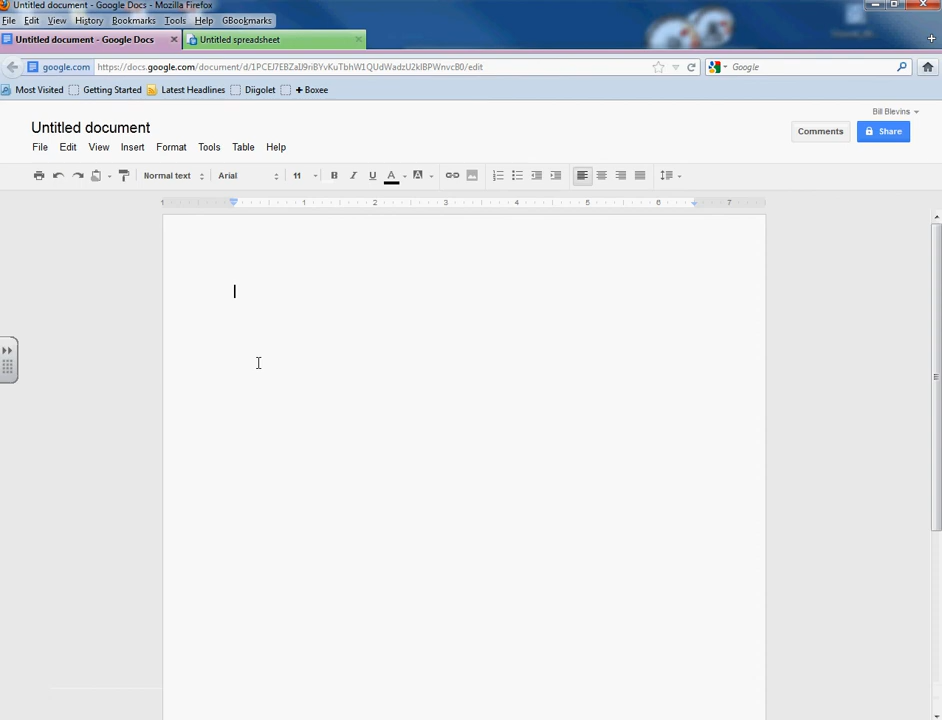 Untitled document - Google Docs - Mozilla Firefox
File Edit View History Bookmarks Tools Help GBookmarks
Untitled document - Google Docs Untitled spreadsheet
google.com https://docs.google.com/document/d/1PCEJ7EBZaIJ9riBYvKuTbhW1QUdWadzU2kIBPWnvcB0/edit Google
Most Visited Getting Started Latest Headlines Diigolet + Boxee
Bill Blevins
Untitled document
Comments Share
File Edit View Insert Format Tools Table Help
Normal text Arial 11 B I U A A
1 1 2 3 4 5 6 7